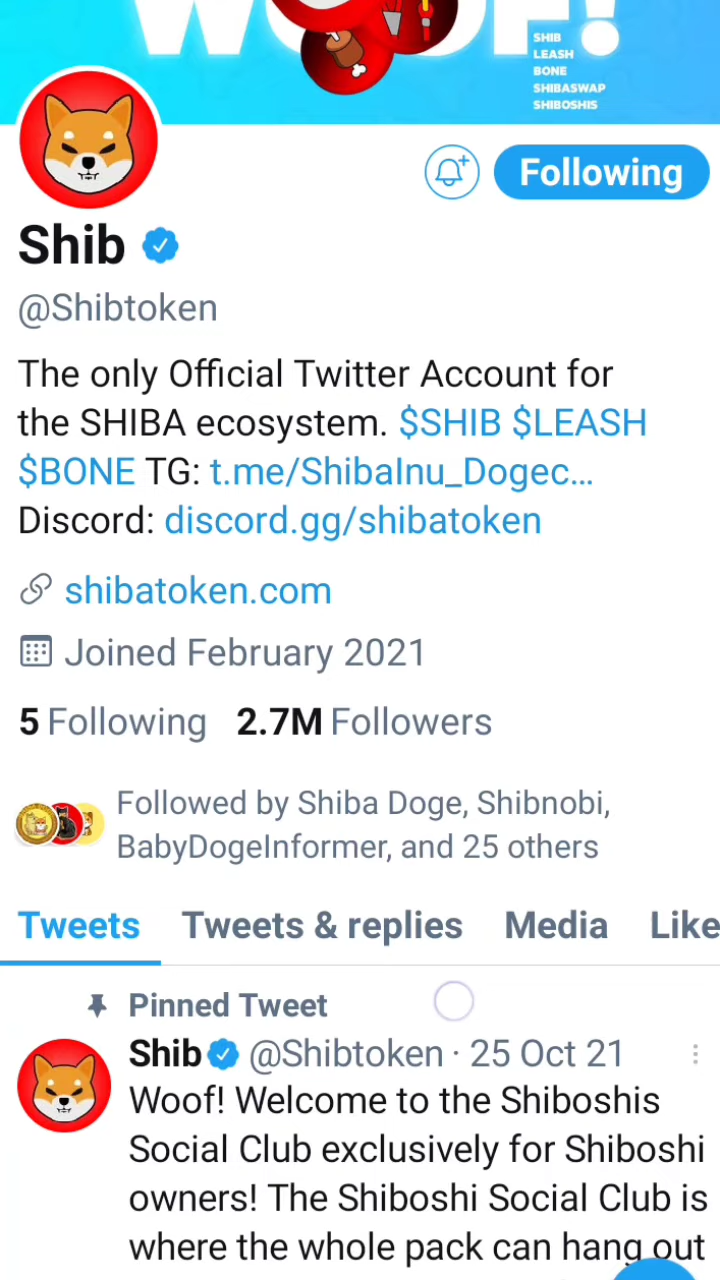 WOOF!
SHIB
LEASH
BONE
SHIBASWAP
SHIBOSHIS
Following
Shib
@Shibtoken
The only Official Twitter Account for
the SHIBA ecosystem. $SHIB $LEASH
$BONE TG: t.me/ShibaInu_Dogec...
Discord: discord.gg/shibatoken
shibatoken.com
Joined February 2021
5 Following 2.7M Followers
Followed by Shiba Doge, Shibnobi,
BabyDogeInformer, and 25 others
Tweets Tweets & replies Media Like
Pinned Tweet
Shib @Shibtoken · 25 Oct 21
Woof! Welcome to the Shiboshis
Social Club exclusively for Shiboshi
owners! The Shiboshi Social Club is
where the whole pack can hang out